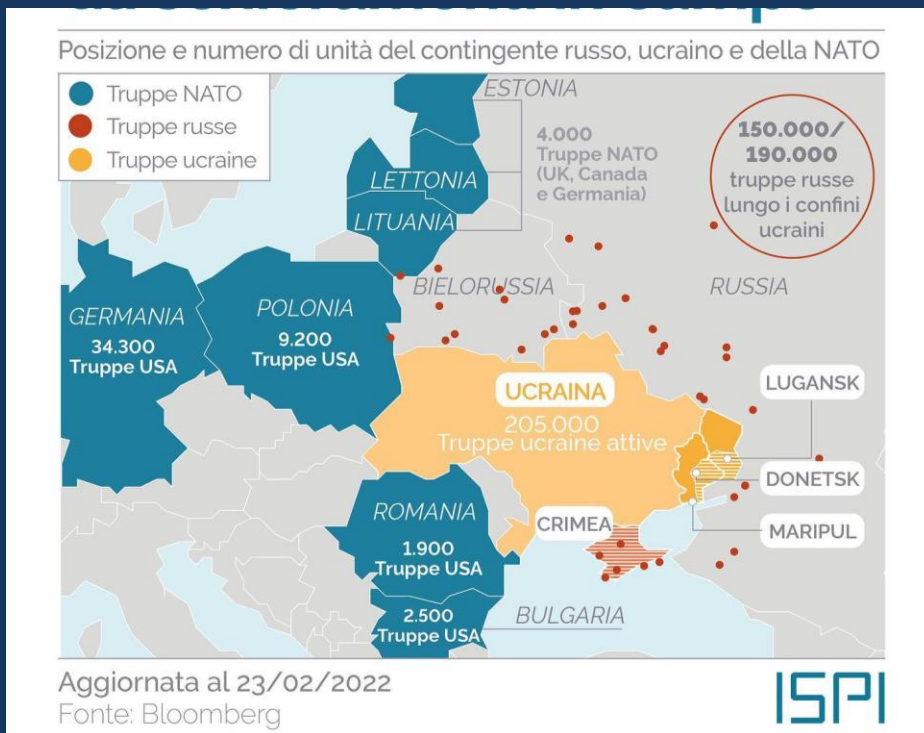 Posizione e numero di unità del contingente russo, ucraino e della NATO
Truppe NATO
Truppe russe
Truppe ucraine
ESTONIA
4.000
Truppe NATO
(UK, Canada
e Germania)
LETTONIA
LITUANIA
150.000/
190.000
truppe russe
lungo i confini
ucraini
BIELORUSSIA
RUSSIA
GERMANIA
34.300
Truppe USA
POLONIA
9.200
Truppe USA
UCRAINA
205.000
Truppe ucraine attive
LUGANSK
DONETSK
MARIPUL
CRIMEA
ROMANIA
1.900
Truppe USA
2.500
Truppe USA
BULGARIA
Aggiornata al 23/02/2022
Fonte: Bloomberg
ISPI